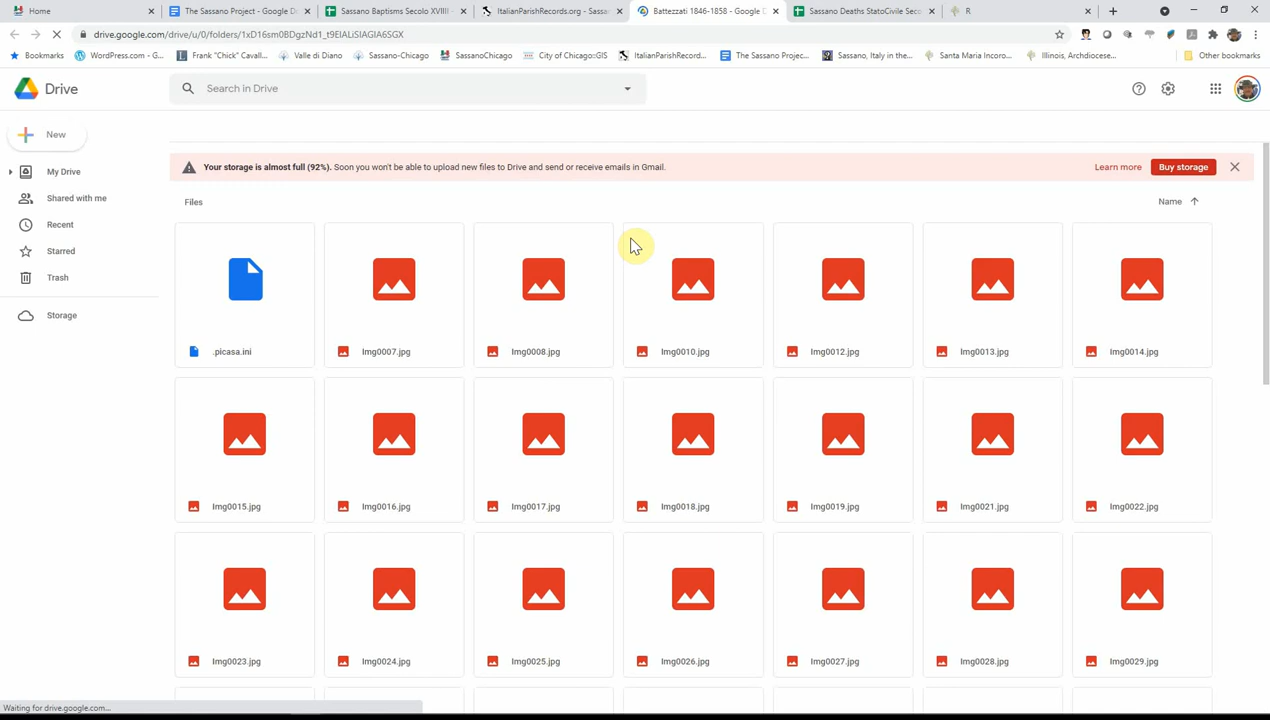 Home
The Sassano Project - Google D
Sassano Baptisms Secolo XVIIII -
ItalianParishRecords.org - Sassan
Battezzati 1846-1858 - Google D
Sassano Deaths StatoCivile Seco
R
drive.google.com/drive/u/0/folders/1xD16sm0BDgzNd1_t9EIALiSIAGIA6SGX
Bookmarks
WordPress.com - G...
Frank "Chick" Cavall...
Valle di Diano
Sassano-Chicago
SassanoChicago
City of Chicago::GIS
ItalianParishRecord...
The Sassano Projec...
Sassano, Italy in the...
Santa Maria Incoro...
Illinois, Archdiocese...
Other bookmarks
Drive
Search in Drive
New
Your storage is almost full (92%). Soon you won't be able to upload new files to Drive and send or receive emails in Gmail.
Learn more
Buy storage
My Drive
Shared with me
Recent
Starred
Trash
Storage
Files
Name
.picasa.ini
Img0007.jpg
Img0008.jpg
Img0010.jpg
Img0012.jpg
Img0013.jpg
Img0014.jpg
Img0015.jpg
Img0016.jpg
Img0017.jpg
Img0018.jpg
Img0019.jpg
Img0021.jpg
Img0022.jpg
Img0023.jpg
Img0024.jpg
Img0025.jpg
Img0026.jpg
Img0027.jpg
Img0028.jpg
Img0029.jpg
Waiting for drive.google.com...